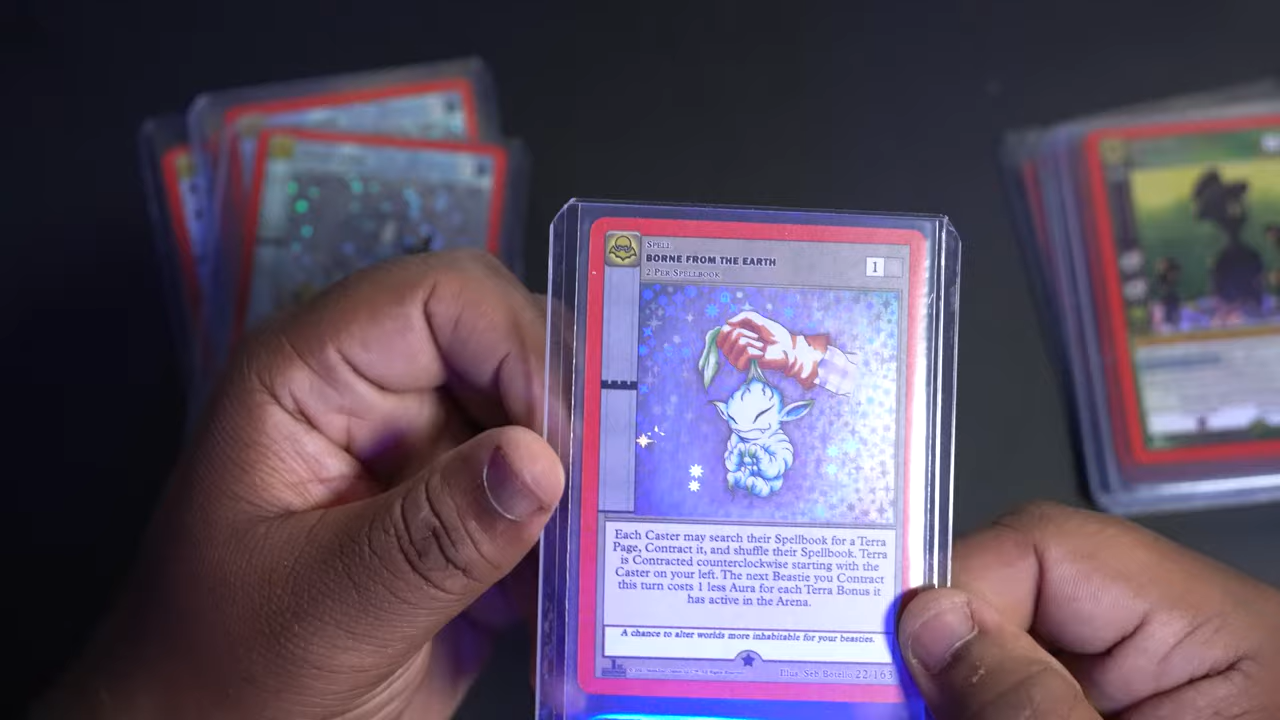 SPELL
BORNE FROM THE EARTH
2 PER SPELLBOOK
1
Each Caster may search their Spellbook for a Terra
Page, Contract it, and shuffle their Spellbook. Terra
is Contracted counterclockwise starting with the
Caster on your left. The next Beastie you Contract
this turn costs 1 less Aura for each Terra Bonus it
has active in the Arena.
A chance to alter worlds more inhabitable for your beasties.
Illus. Seb Botello 22/163